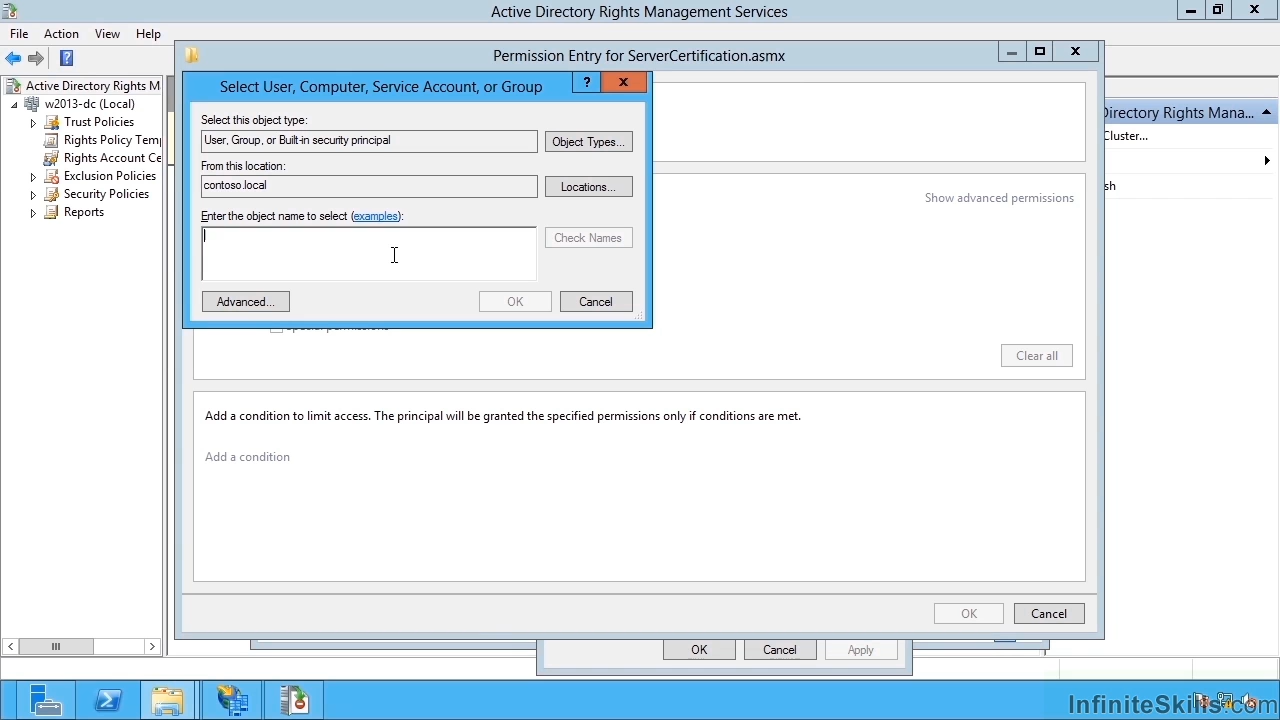 Active Directory Rights Management Services
File Action View Help
Permission Entry for ServerCertification.asmx
Active Directory Rights M
w2013-dc (Local)
Trust Policies
Rights Policy Temp
Rights Account Ce
Exclusion Policies
Security Policies
Reports
Select User, Computer, Service Account, or Group
Select this object type:
User, Group, or Built-in security principal
Object Types...
From this location:
contoso.local
Locations...
Enter the object name to select (examples):
Check Names
Advanced...
OK
Cancel
Directory Rights Mana...
Cluster...
sh
Show advanced permissions
Special permissions
Clear all
Add a condition to limit access. The principal will be granted the specified permissions only if conditions are met.
Add a condition
OK
Cancel
OK
Cancel
Apply
InfiniteSkills.com